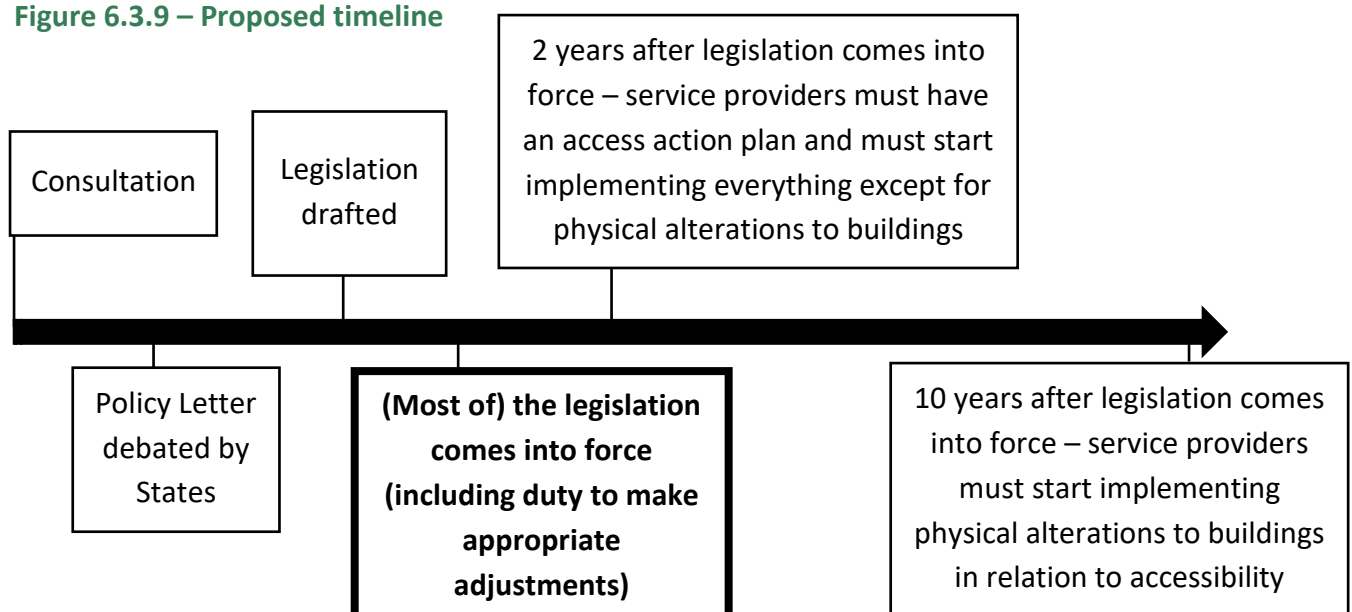 Figure 6.3.9 – Proposed timeline
Consultation
Legislation
drafted
2 years after legislation comes into
force – service providers must have
an access action plan and must start
implementing everything except for
physical alterations to buildings
Policy Letter
debated by
States
(Most of) the legislation
comes into force
(including duty to make
appropriate
adjustments)
10 years after legislation comes
into force – service providers
must start implementing
physical alterations to buildings
in relation to accessibility